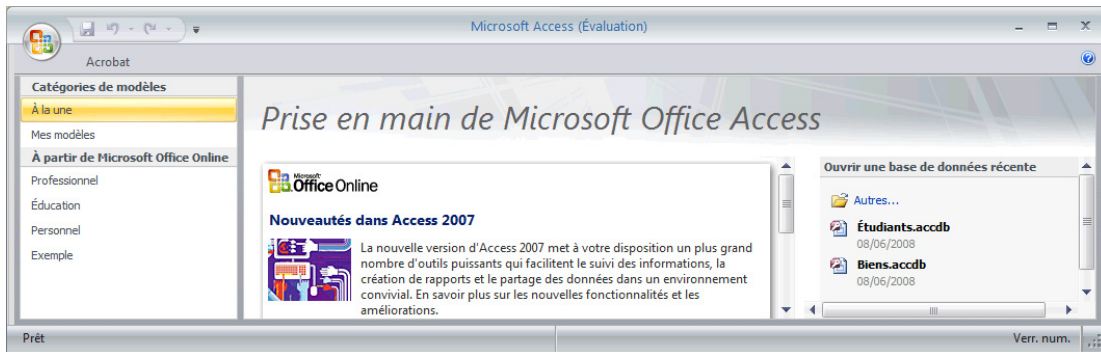 Microsoft Access (Évaluation)
Acrobat
Catégories de modèles
À la une
Mes modèles
À partir de Microsoft Office Online
Professionnel
Éducation
Personnel
Exemple
Prise en main de Microsoft Office Access
Microsoft
Office Online
Nouveautés dans Access 2007
La nouvelle version d'Access 2007 met à votre disposition un plus grand
nombre d'outils puissants qui facilitent le suivi des informations, la
création de rapports et le partage des données dans un environnement
convivial. En savoir plus sur les nouvelles fonctionnalités et les
améliorations.
Ouvrir une base de données récente
Autres...
Étudiants.accdb
08/06/2008
Biens.accdb
08/06/2008
Prêt
Verr. num.